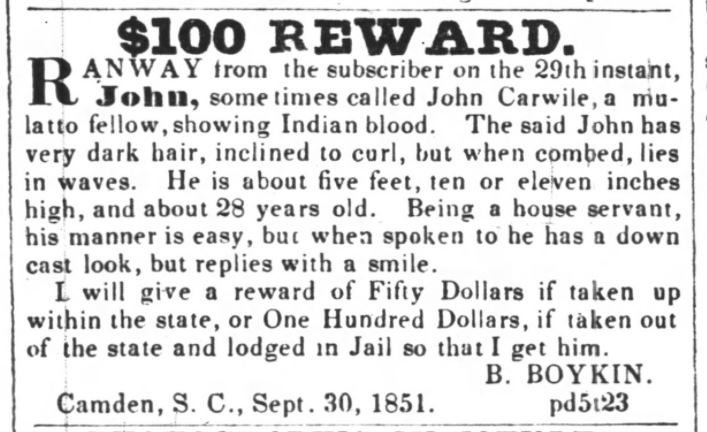 $100 REWARD.
RANWAY from the subscriber on the 29th instant,
John, sometimes called John Carwile, a mu-
latto fellow, showing Indian blood. The said John has
very dark hair, inclined to curl, but when combed, lies
in waves. He is about five feet, ten or eleven inches
high, and about 28 years old. Being a house servant,
his manner is easy, but when spoken to he has a down
cast look, but replies with a smile.
I will give a reward of Fifty Dollars if taken up
within the state, or One Hundred Dollars, if taken out
of the state and lodged in Jail so that I get him.
B. BOYKIN.
Camden, S. C., Sept. 30, 1851. pd5t23